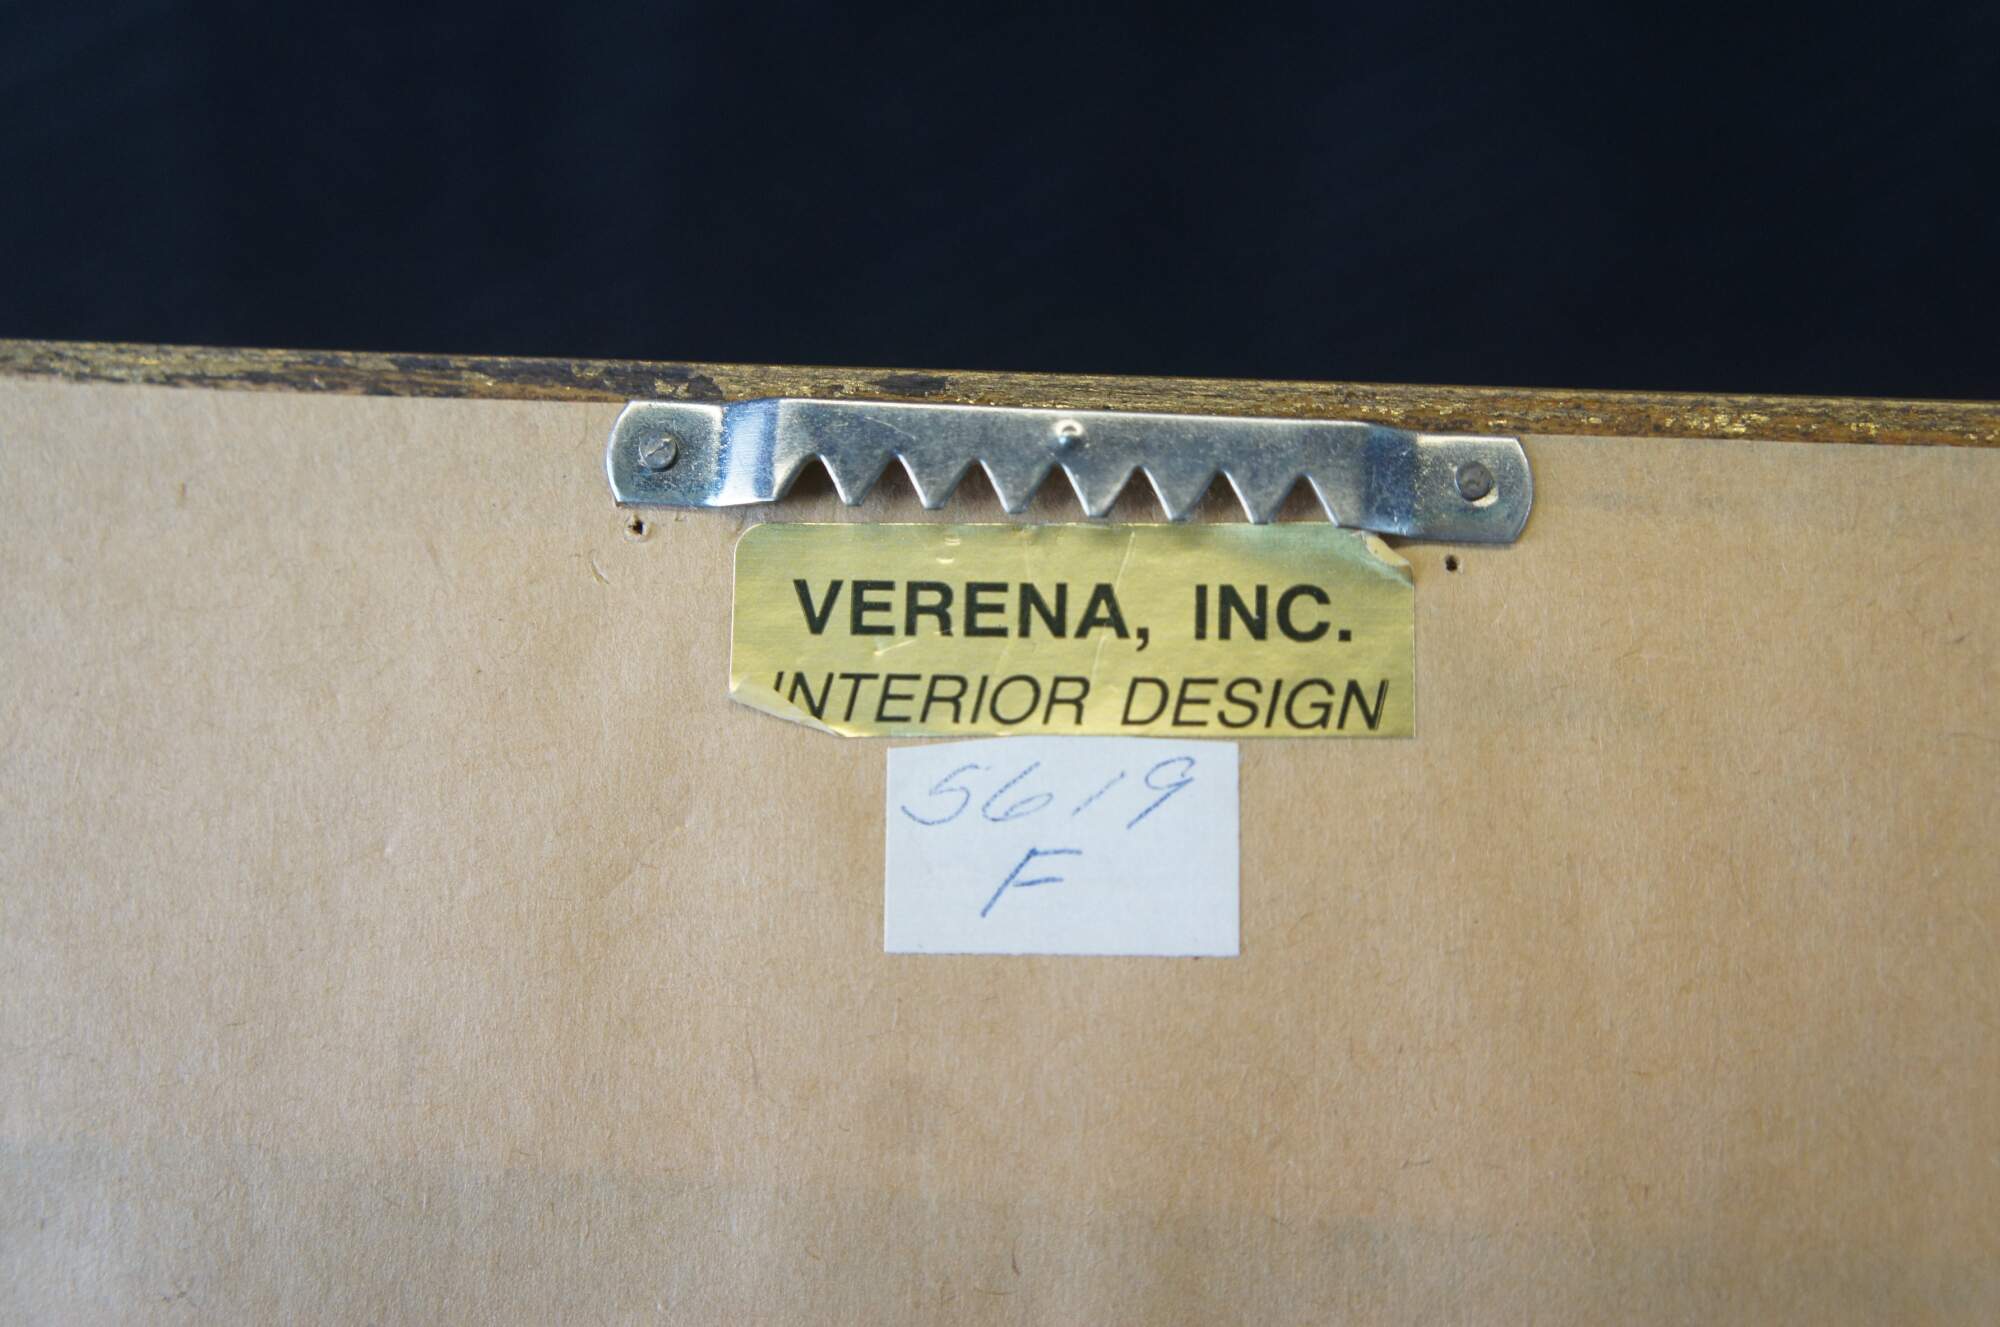 VERENA, INC.
INTERIOR DESIGN
5619
F